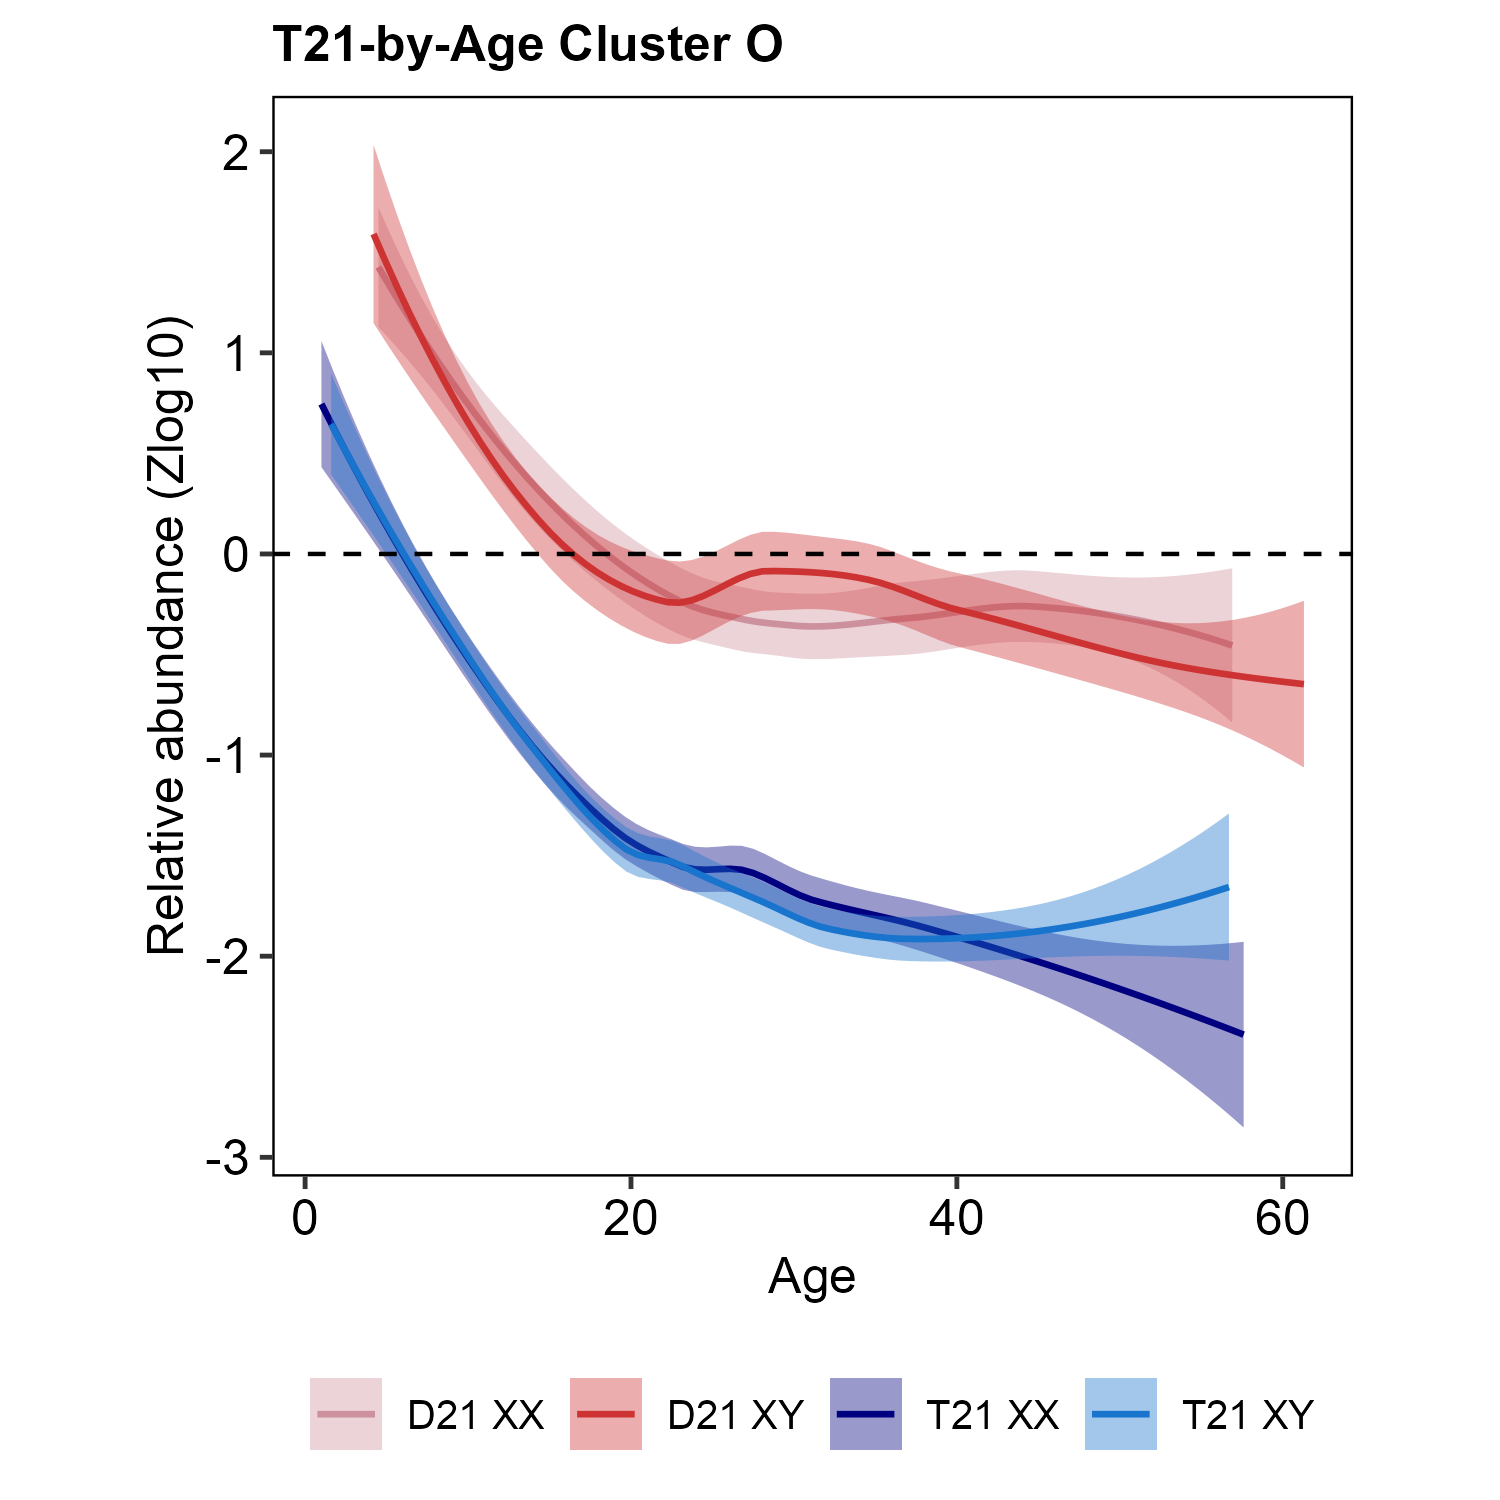 T21-by-Age Cluster O
Relative abundance (Zlog10)
2
1
0
-1
-2
-3
0 20 40 60
Age
D21 XX D21 XY T21 XX T21 XY